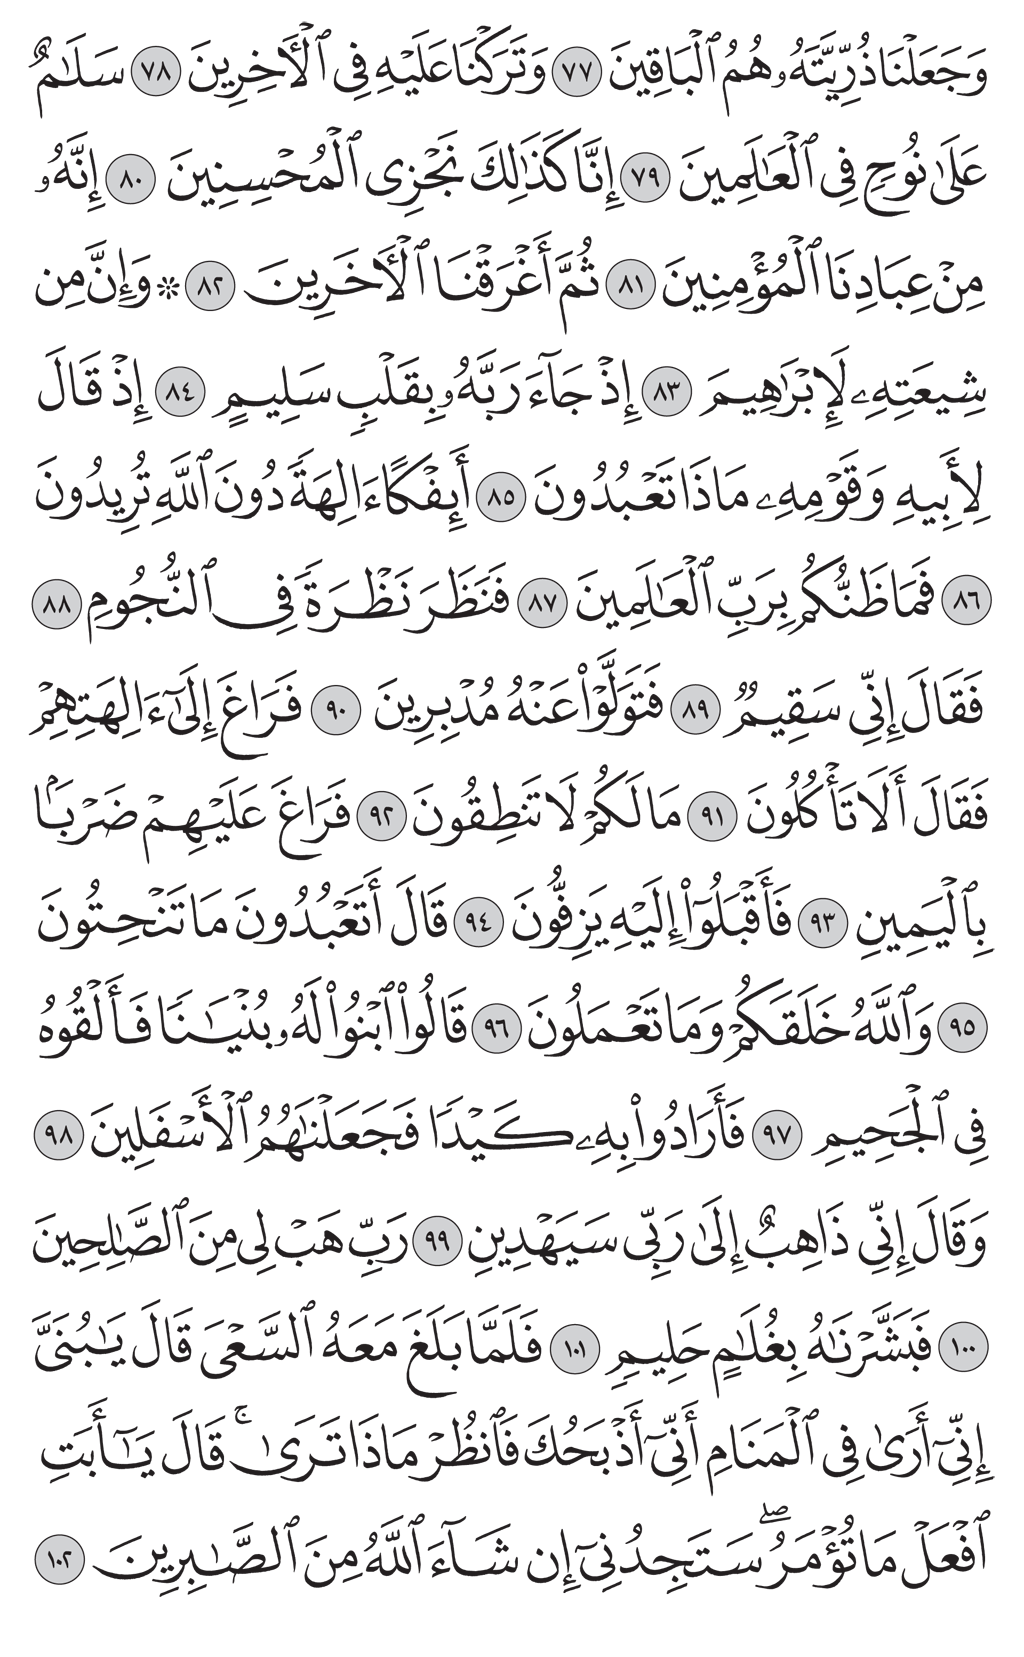 وَجَعَلْنَا ذُرِّيَّتَهُۥ هُمُ ٱلْبَاقِينَ ٧٧ وَتَرَكْنَا عَلَيْهِ فِى ٱلْأَخِرِينَ ٧٨ سَلَٰمٌ
عَلَىٰ نُوحٍ فِى ٱلْعَٰلَمِينَ ٧٩ إِنَّا كَذَٰلِكَ نَجْزِى ٱلْمُحْسِنِينَ ٨٠ إِنَّهُۥ
مِنْ عِبَادِنَا ٱلْمُؤْمِنِينَ ٨١ ثُمَّ أَغْرَقْنَا ٱلْأَخَرِينَ ٨٢ ۞ وَإِنَّ مِن
شِيعَتِهِۦ لَإِبْرَٰهِيمَ ٨٣ إِذْ جَآءَ رَبَّهُۥ بِقَلْبٍ سَلِيمٍ ٨٤ إِذْ قَالَ
لِأَبِيهِ وَقَوْمِهِۦ مَاذَا تَعْبُدُونَ ٨٥ أَئِفْكًا ءَالِهَةً دُونَ ٱللَّهِ تُرِيدُونَ
٨٦ فَمَا ظَنُّكُم بِرَبِّ ٱلْعَٰلَمِينَ ٨٧ فَنَظَرَ نَظْرَةً فِى ٱلنُّجُومِ ٨٨
فَقَالَ إِنِّى سَقِيمٌ ٨٩ فَتَوَلَّوْا۟ عَنْهُ مُدْبِرِينَ ٩٠ فَرَاغَ إِلَىٰٓ ءَالِهَتِهِمْ
فَقَالَ أَلَا تَأْكُلُونَ ٩١ مَا لَكُمْ لَا تَنطِقُونَ ٩٢ فَرَاغَ عَلَيْهِمْ ضَرْبًۢا
بِٱلْيَمِينِ ٩٣ فَأَقْبَلُوٓا۟ إِلَيْهِ يَزِفُّونَ ٩٤ قَالَ أَتَعْبُدُونَ مَا تَنْحِتُونَ
٩٥ وَٱللَّهُ خَلَقَكُمْ وَمَا تَعْمَلُونَ ٩٦ قَالُوا۟ ٱبْنُوا۟ لَهُۥ بُنْيَٰنًا فَأَلْقُوهُ
فِى ٱلْجَحِيمِ ٩٧ فَأَرَادُوا۟ بِهِۦ كَيْدًا فَجَعَلْنَٰهُمُ ٱلْأَسْفَلِينَ ٩٨
وَقَالَ إِنِّى ذَاهِبٌ إِلَىٰ رَبِّى سَيَهْدِينِ ٩٩ رَبِّ هَبْ لِى مِنَ ٱلصَّٰلِحِينَ
١٠٠ فَبَشَّرْنَٰهُ بِغُلَٰمٍ حَلِيمٍ ١٠١ فَلَمَّا بَلَغَ مَعَهُ ٱلسَّعْىَ قَالَ يَٰبُنَىَّ
إِنِّىٓ أَرَىٰ فِى ٱلْمَنَامِ أَنِّىٓ أَذْبَحُكَ فَٱنظُرْ مَاذَا تَرَىٰ ۚ قَالَ يَٰٓأَبَتِ
ٱفْعَلْ مَا تُؤْمَرُ ۖ سَتَجِدُنِىٓ إِن شَآءَ ٱللَّهُ مِنَ ٱلصَّٰبِرِينَ ١٠٢